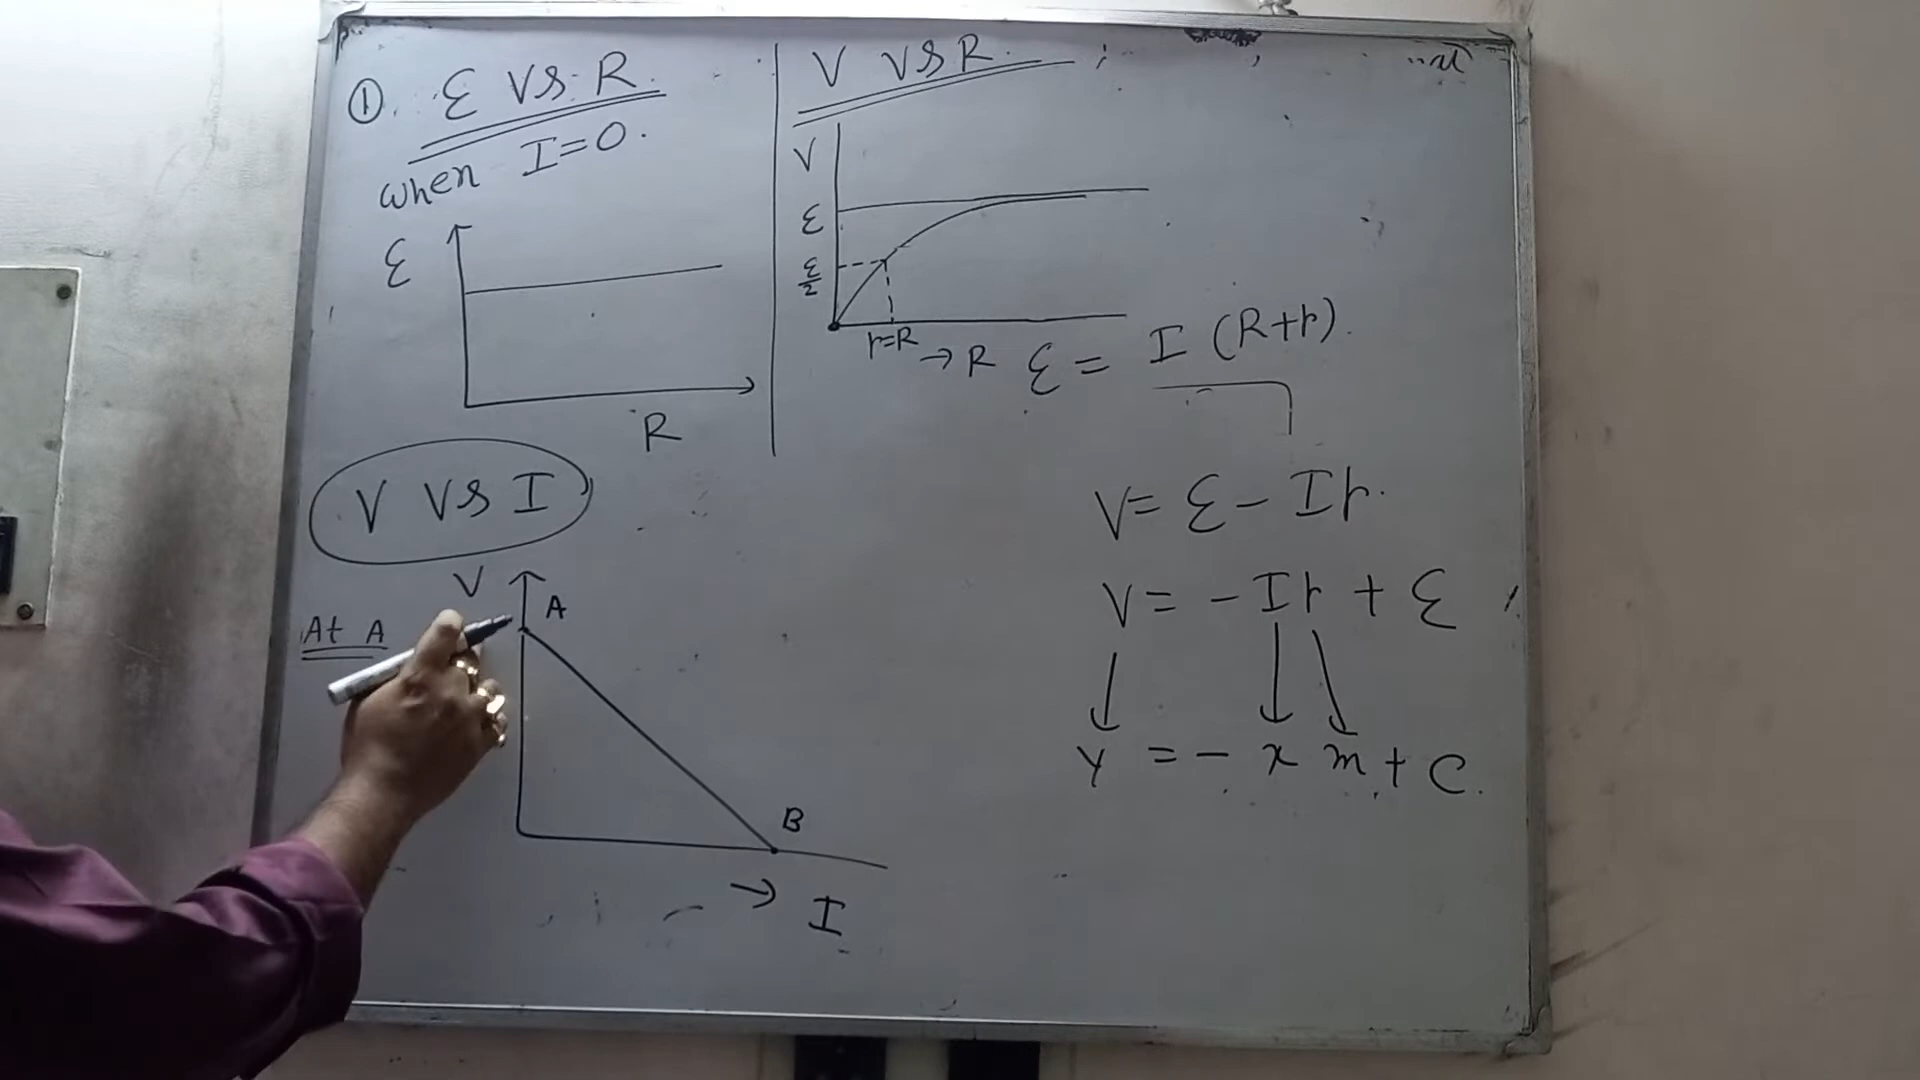 ① ε vs R
when I=0.
ε
R
V vs R
V
ε
ε/2
r=R
→ R
ε = I (R+r)
V = ε - Ir
V = - Ir + ε
y = - x m + c
V vs I
V
A
At A
B
→ I